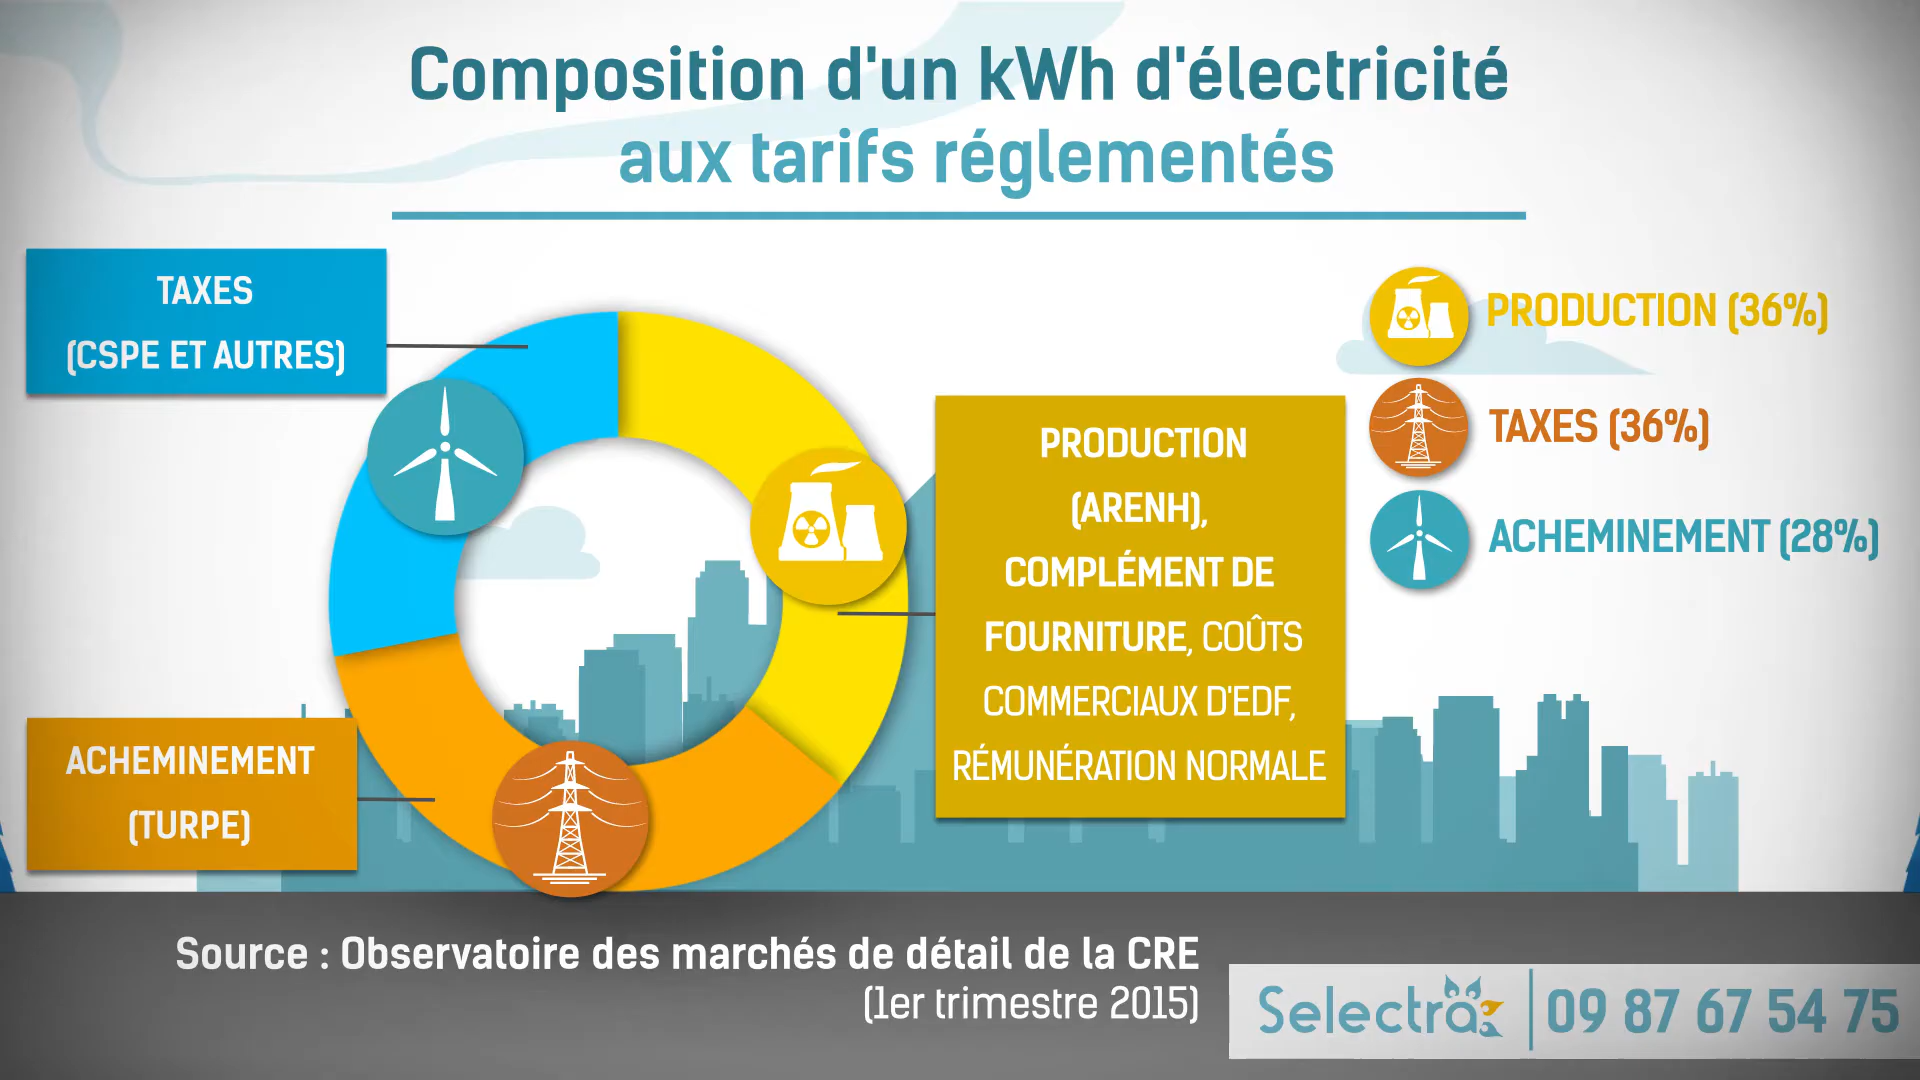 Composition d'un kWh d'électricité
aux tarifs réglementés
TAXES
(CSPE ET AUTRES)
PRODUCTION (36%)
TAXES (36%)
ACHEMINEMENT (28%)
PRODUCTION
(ARENH),
COMPLÉMENT DE
FOURNITURE, COÛTS
COMMERCIAUX D'EDF,
RÉMUNÉRATION NORMALE
ACHEMINEMENT
(TURPE)
Source : Observatoire des marchés de détail de la CRE
(1er trimestre 2015)
Selectra
09 87 67 54 75